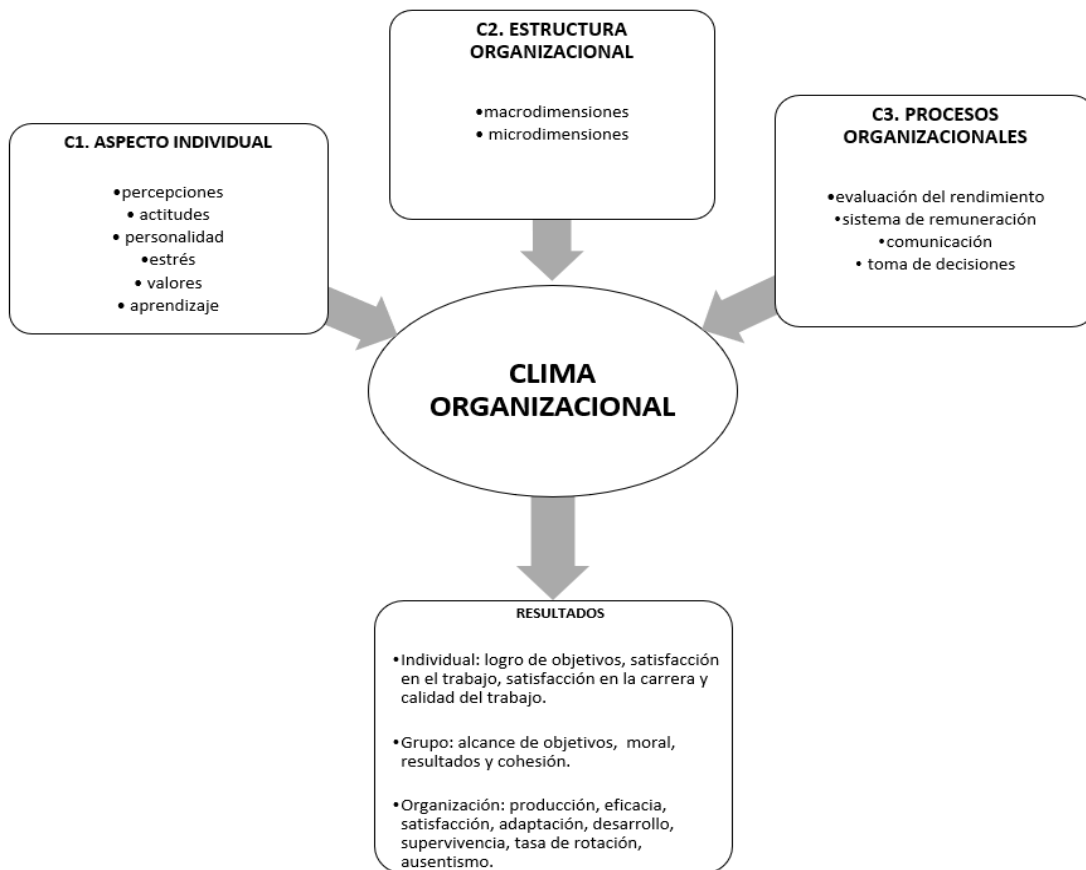 C1. ASPECTO INDIVIDUAL
•percepciones
• actitudes
• personalidad
•estrés
• valores
• aprendizaje
C2. ESTRUCTURA
ORGANIZACIONAL
•macrodimensiones
• microdimensiones
C3. PROCESOS
ORGANIZACIONALES
•evaluación del rendimiento
•sistema de remuneración
•comunicación
• toma de decisiones
CLIMA
ORGANIZACIONAL
RESULTADOS
•Individual: logro de objetivos, satisfacción
en el trabajo, satisfacción en la carrera y
calidad del trabajo.
•Grupo: alcance de objetivos, moral,
resultados y cohesión.
•Organización: producción, eficacia,
satisfacción, adaptación, desarrollo,
supervivencia, tasa de rotación,
ausentismo.